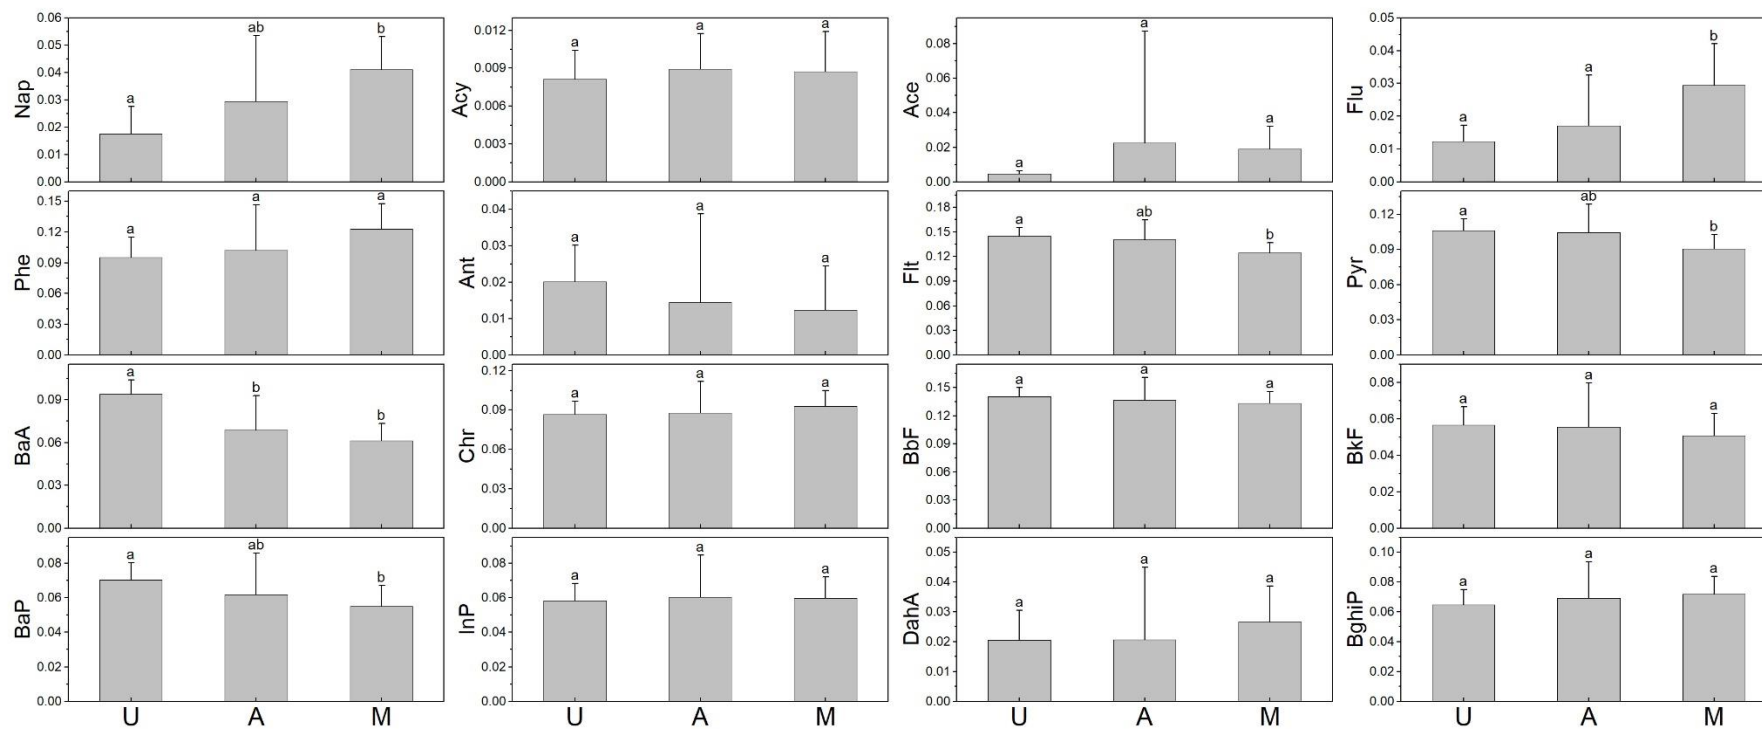 Nap
0.06
0.05
0.04
0.03
0.02
0.01
0.00
a
ab
b
Acy
0.012
0.009
0.006
0.003
0.000
a
a
a
Ace
0.08
0.06
0.04
0.02
0.00
a
a
a
Flu
0.05
0.04
0.03
0.02
0.01
0.00
a
a
b
Phe
0.15
0.12
0.09
0.06
0.03
0.00
a
a
a
Ant
0.04
0.03
0.02
0.01
0.00
a
a
a
Flt
0.18
0.15
0.12
0.09
0.06
0.03
0.00
a
ab
b
Pyr
0.12
0.09
0.06
0.03
0.00
a
ab
b
BaA
0.09
0.06
0.03
0.00
a
b
b
Chr
0.12
0.09
0.06
0.03
0.00
a
a
a
BbF
0.15
0.12
0.09
0.06
0.03
0.00
a
a
a
BkF
0.08
0.06
0.04
0.02
0.00
a
a
a
BaP
0.08
0.06
0.04
0.02
0.00
a
ab
b
InP
0.08
0.06
0.04
0.02
0.00
a
a
a
DahA
0.05
0.04
0.03
0.02
0.01
0.00
a
a
a
BghiP
0.10
0.08
0.06
0.04
0.02
0.00
a
a
a
U A M
U A M
U A M
U A M